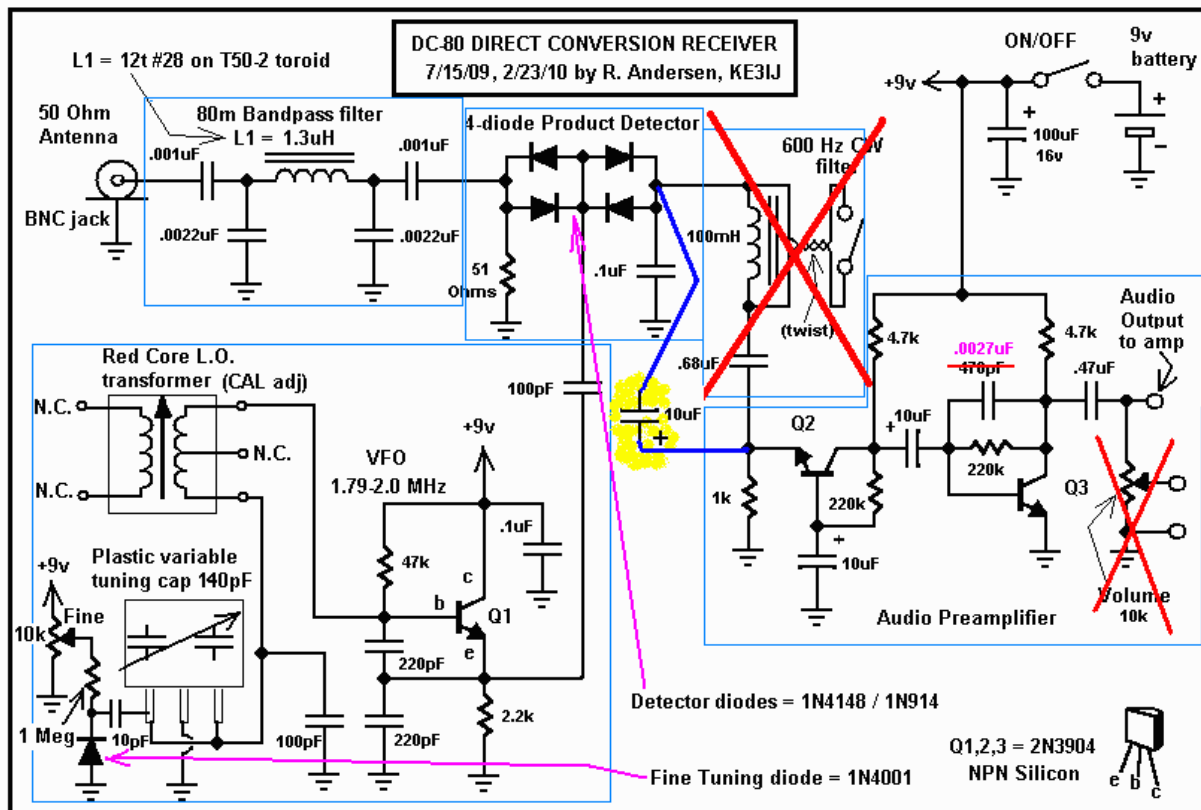 DC-80 DIRECT CONVERSION RECEIVER
7/15/09, 2/23/10 by R. Andersen, KE3IJ
L1 = 12t #28 on T50-2 toroid
50 Ohm
Antenna
BNC jack
80m Bandpass filter
L1 = 1.3uH
.001uF
.001uF
.0022uF
.0022uF
4-diode Product Detector
51
Ohms
.1uF
600 Hz CW
filter
100mH
(twist)
.68uF
ON/OFF
9v
battery
+9v
+
100uF
16v
+
-
Red Core L.O.
transformer
(CAL adj)
N.C.
N.C.
N.C.
100pF
10uF
+
+9v
VFO
1.79-2.0 MHz
.1uF
47k
c
b
e
Q1
220pF
220pF
2.2k
100pF
Plastic variable
tuning cap 140pF
+9v
Fine
10k
1 Meg
10pF
4.7k
4.7k
.0027uF
470pF
.47uF
Audio
Output
to amp
Q2
+
10uF
220k
1k
220k
+
10uF
Q3
Volume
10k
Audio Preamplifier
Detector diodes = 1N4148 / 1N914
Fine Tuning diode = 1N4001
Q1,2,3 = 2N3904
NPN Silicon
e
b
c